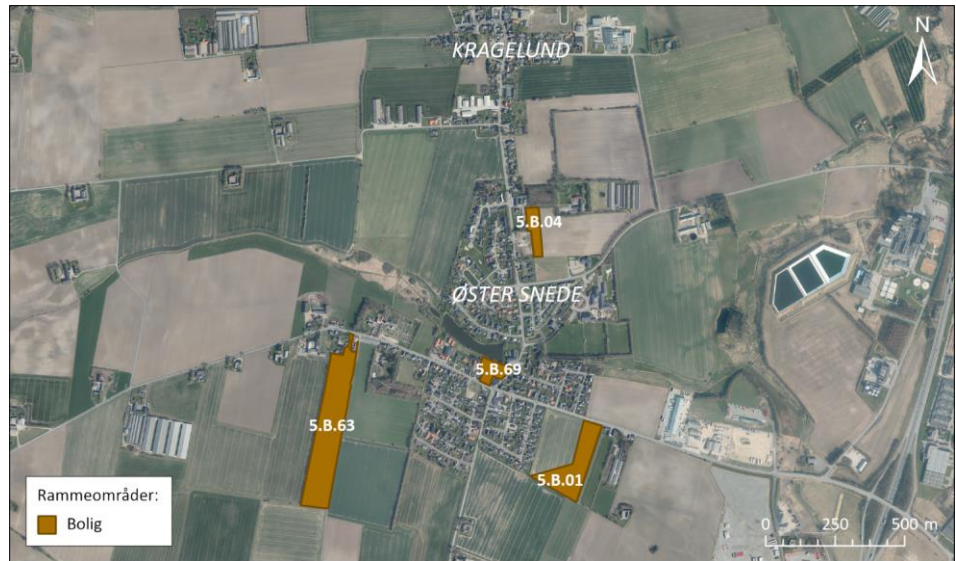 KRAGELUND
N
5.B.04
ØSTER SNEDE
5.B.69
5.B.63
5.B.01
Rammeområder:
Bolig
0 250 500 m